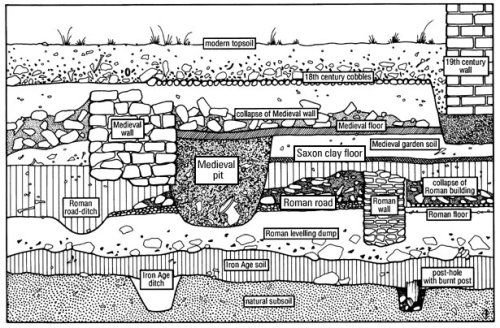 modern topsoil
19th century
wall
18th century cobbles
collapse of Medieval wall
Medieval
wall
Medieval floor
Medieval garden soil
Saxon clay floor
Medieval
pit
collapse of
Roman building
Roman
road-ditch
Roman road
Roman
wall
Roman floor
Roman levelling dump
Iron Age soil
Iron Age
ditch
post-hole
with burnt post
natural subsoil